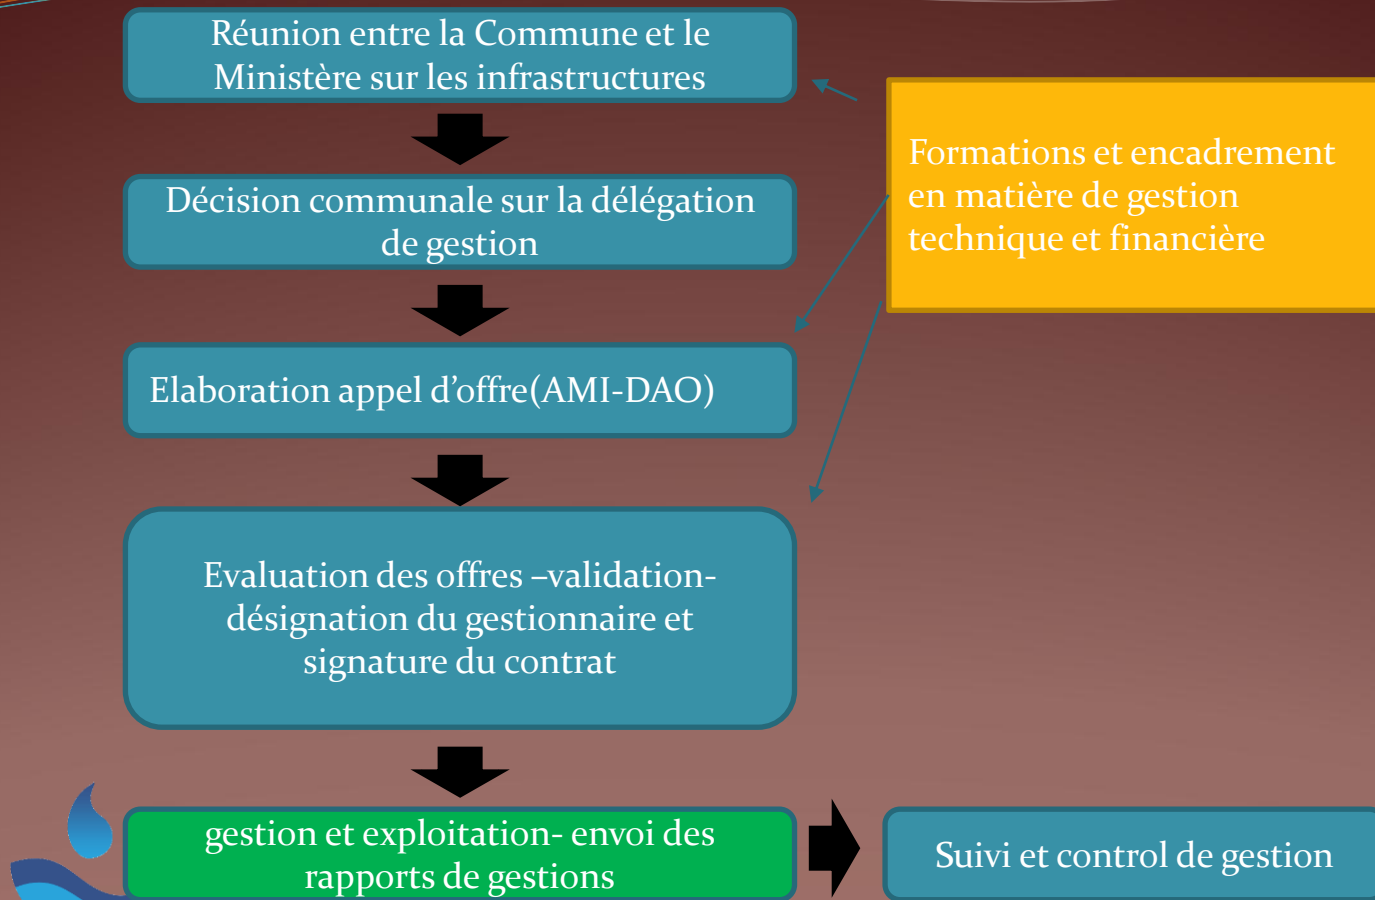 Réunion entre la Commune et le
Ministère sur les infrastructures
Formations et encadrement
en matière de gestion
technique et financière
Décision communale sur la délégation
de gestion
Elaboration appel d’offre(AMI-DAO)
Evaluation des offres –validation-
désignation du gestionnaire et
signature du contrat
gestion et exploitation- envoi des
rapports de gestions
Suivi et control de gestion